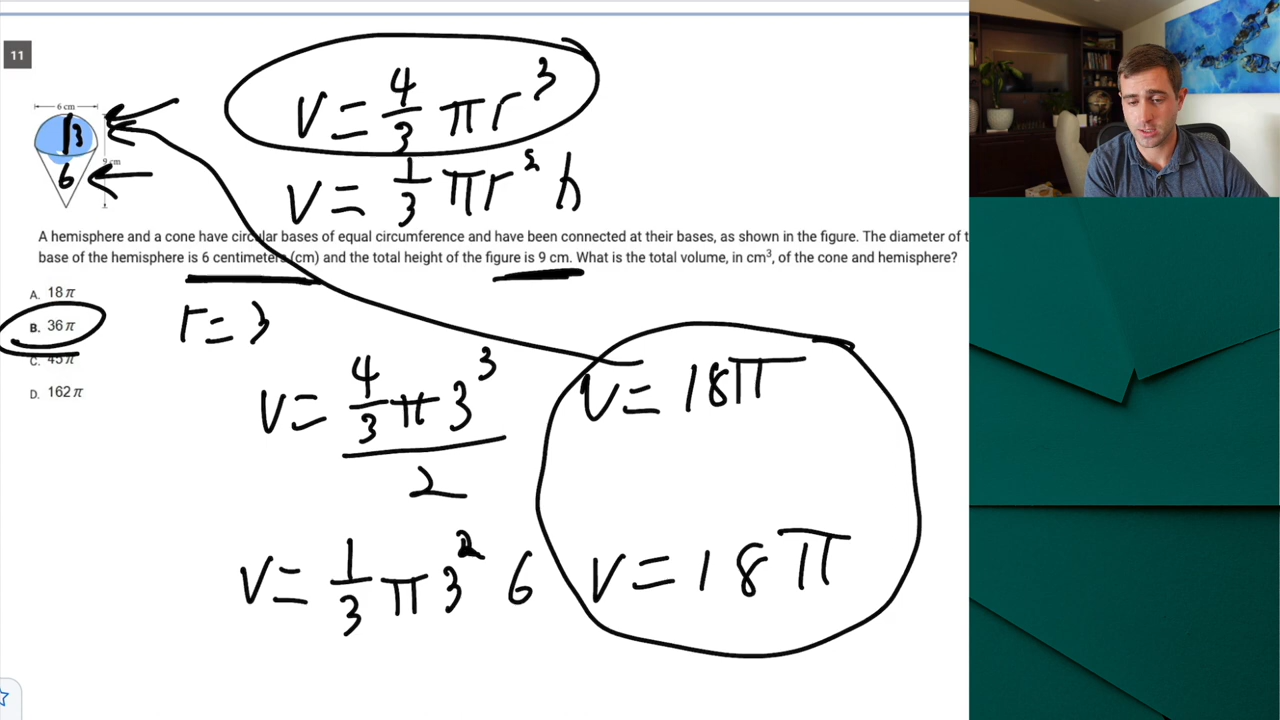 11
6 cm
3
9 cm
6
V = 4/3 πr³
V = 1/3 πr² h
A hemisphere and a cone have circular bases of equal circumference and have been connected at their bases, as shown in the figure. The diameter of t
base of the hemisphere is 6 centimeters (cm) and the total height of the figure is 9 cm. What is the total volume, in cm³, of the cone and hemisphere?
A. 18π
B. 36π
C. 45π
D. 162π
r = 3
V = 4/3 π 3³ / 2
V = 18π
V = 1/3 π 3² 6
V = 18π